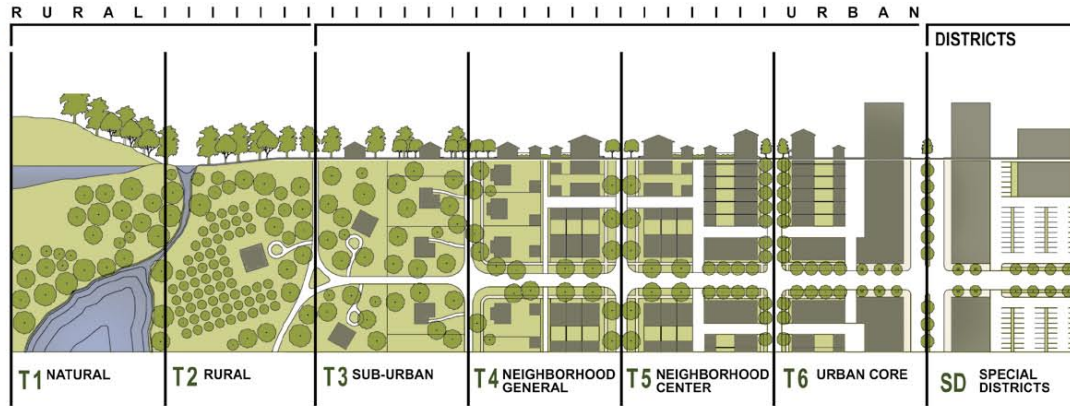 R U R A L I I I I I I I I I I I I I I I I I I I I I I I I I U R B A N
DISTRICTS
T1 NATURAL
T2 RURAL
T3 SUB-URBAN
T4 NEIGHBORHOOD
GENERAL
T5 NEIGHBORHOOD
CENTER
T6 URBAN CORE
SD SPECIAL
DISTRICTS